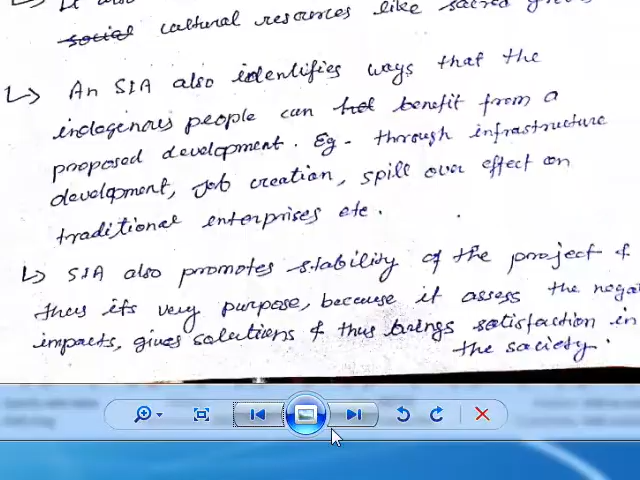 cultural resources like sacred
↳ An SIA also identifies ways that the
indegenous people can benefit from a
proposed development. Eg - through infrastructure
development, job creation, spill over effect on
traditional enterprises etc.
↳ SIA also promotes stability of the project &
thus its very purpose, because it assess the nega
impacts, gives solutions & thus brings satisfaction in
the society.